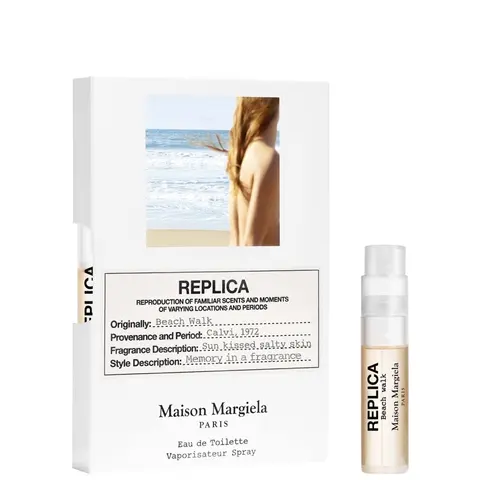 REPLICA
REPRODUCTION OF FAMILIAR SCENTS AND MOMENTS
OF VARYING LOCATIONS AND PERIODS
Originally: Beach Walk
Provenance and Period: Calvi, 1972
Fragrance Description: Sun kissed salty skin
Style Description: Memory in a fragrance
Maison Margiela
PARIS
Eau de Toilette
Vaporisateur Spray
REPLICA
REPLICA
Beach Walk
Maison Margiela
PARIS